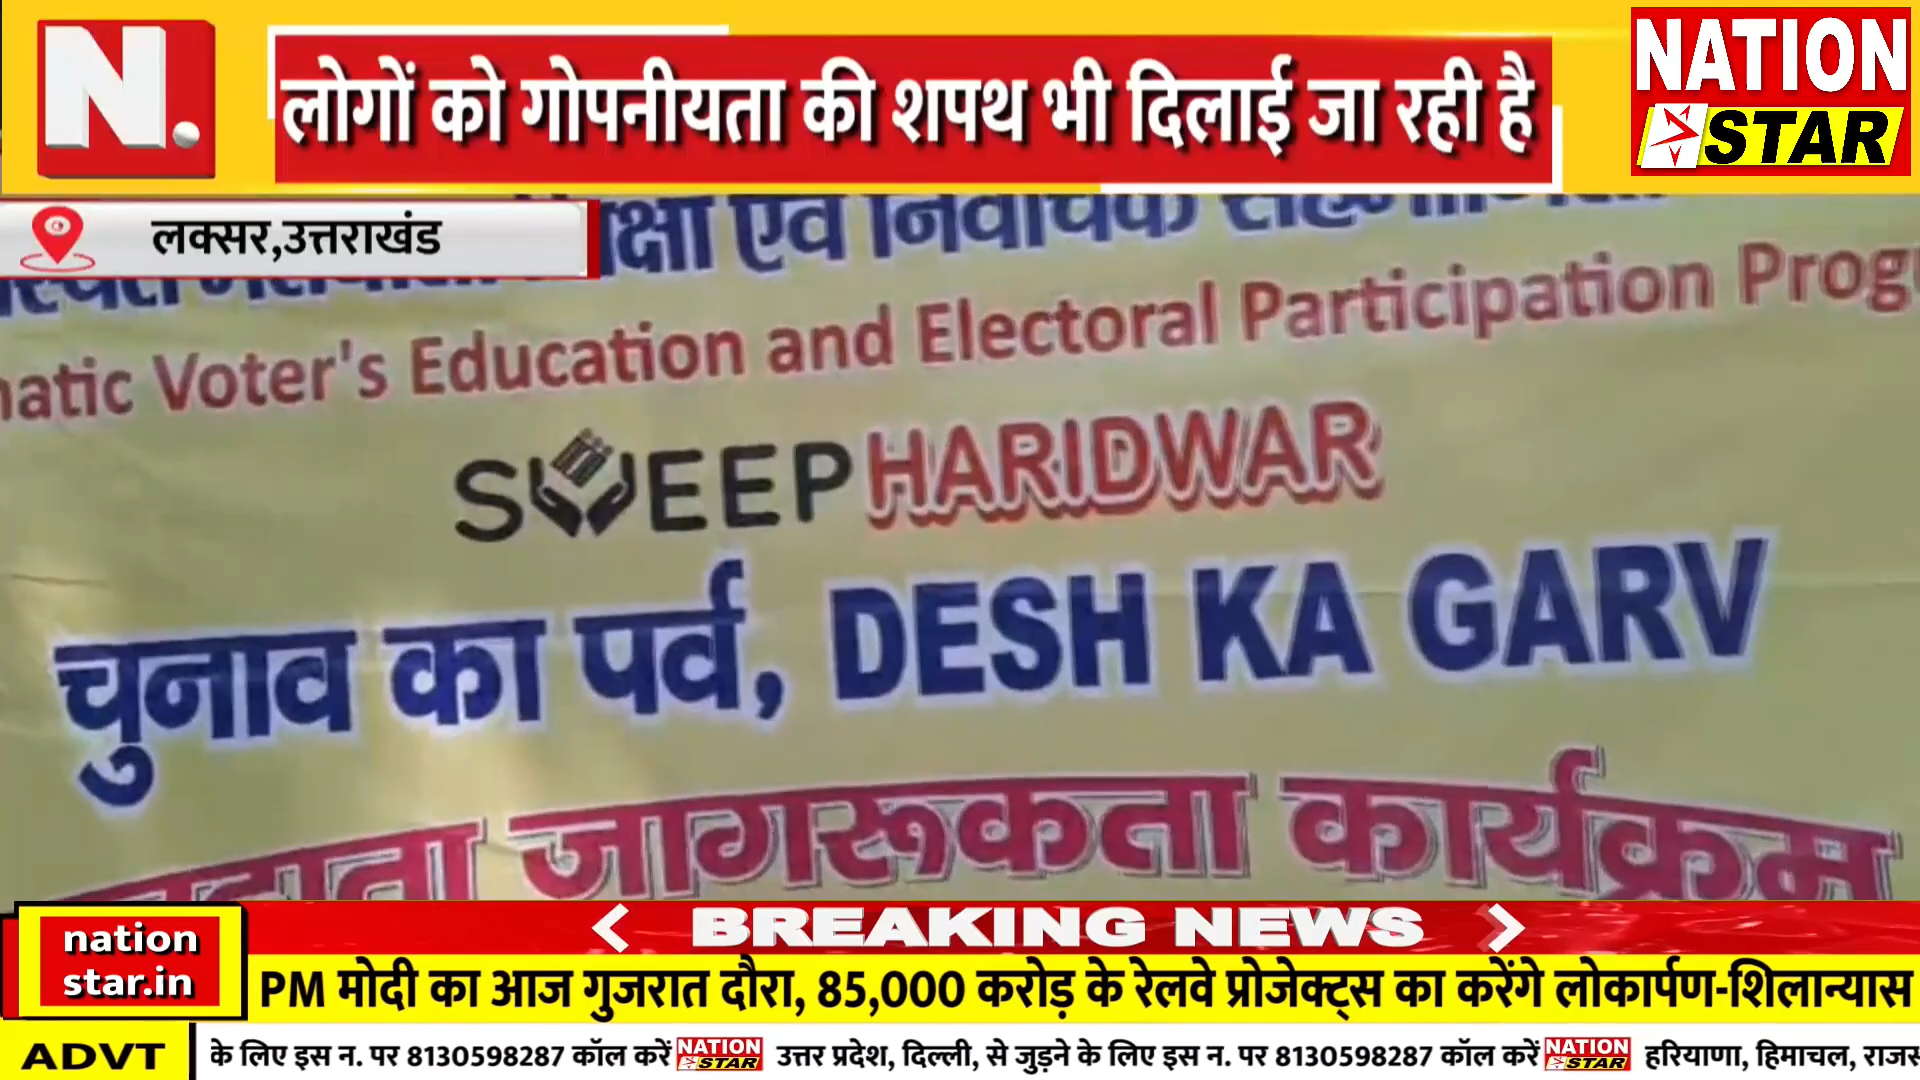 N.
लोगों को गोपनीयता की शपथ भी दिलाई जा रही है
NATION
STAR
लक्सर,उत्तराखंड
एवं निर्वाचक
Voter's Education and Electoral Participation
SWEEP HARIDWAR
चुनाव का पर्व, DESH KA GARV
जागरूकता कार्यक्रम
BREAKING NEWS
nation
star.in
PM मोदी का आज गुजरात दौरा, 85,000 करोड़ के रेलवे प्रोजेक्ट्स का करेंगे लोकार्पण-शिलान्यास
ADVT
के लिए इस न. पर 8130598287 कॉल करें NATION STAR उत्तर प्रदेश, दिल्ली, से जुड़ने के लिए इस न. पर 8130598287 कॉल करें NATION STAR हरियाणा, हिमाचल,